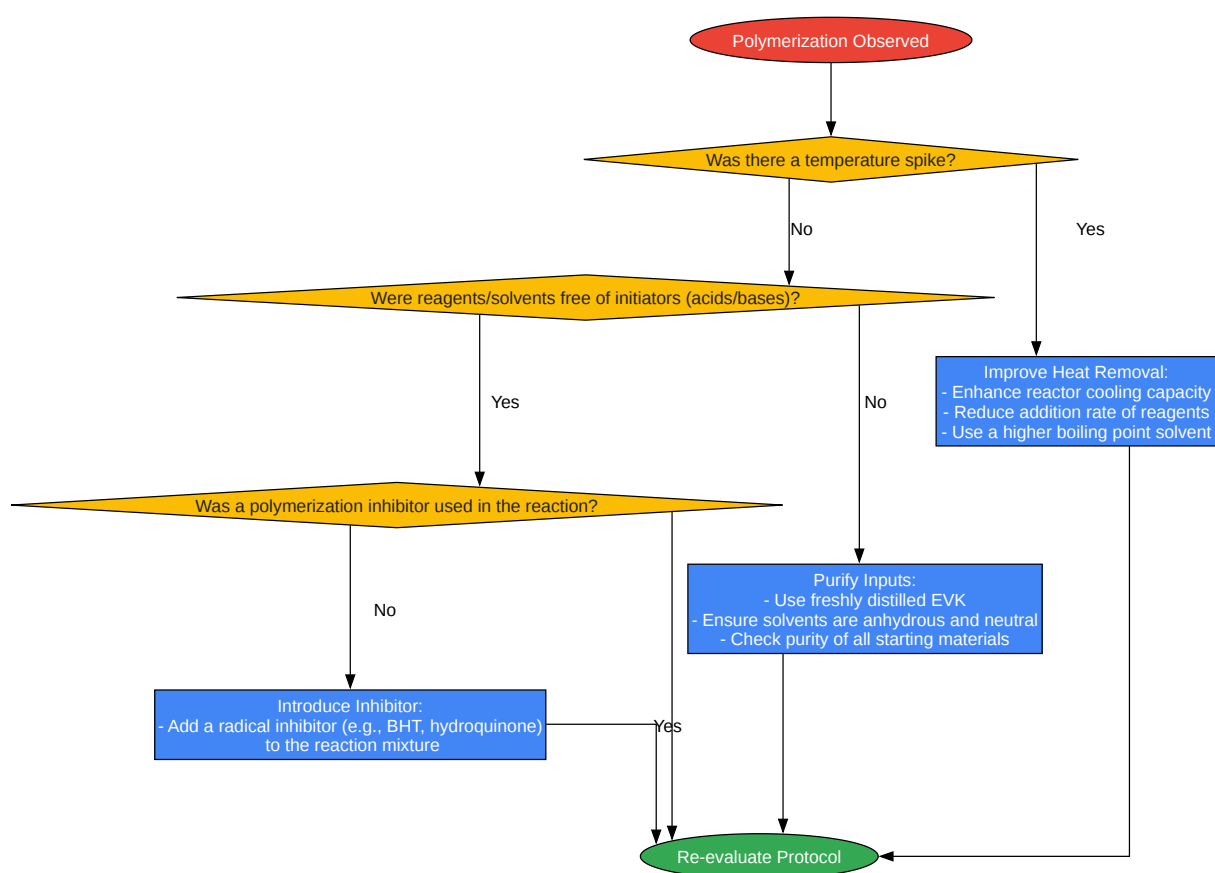 Polymerization Observed
Was there a temperature spike?
No
Yes
Were reagents/solvents free of initiators (acids/bases)?
Improve Heat Removal:
- Enhance reactor cooling capacity
- Reduce addition rate of reagents
- Use a higher boiling point solvent
Yes
No
Was a polymerization inhibitor used in the reaction?
Purify Inputs:
- Use freshly distilled EVK
- Ensure solvents are anhydrous and neutral
- Check purity of all starting materials
No
Introduce Inhibitor:
- Add a radical inhibitor (e.g., BHT, hydroquinone)
to the reaction mixture
Yes
Re-evaluate Protocol